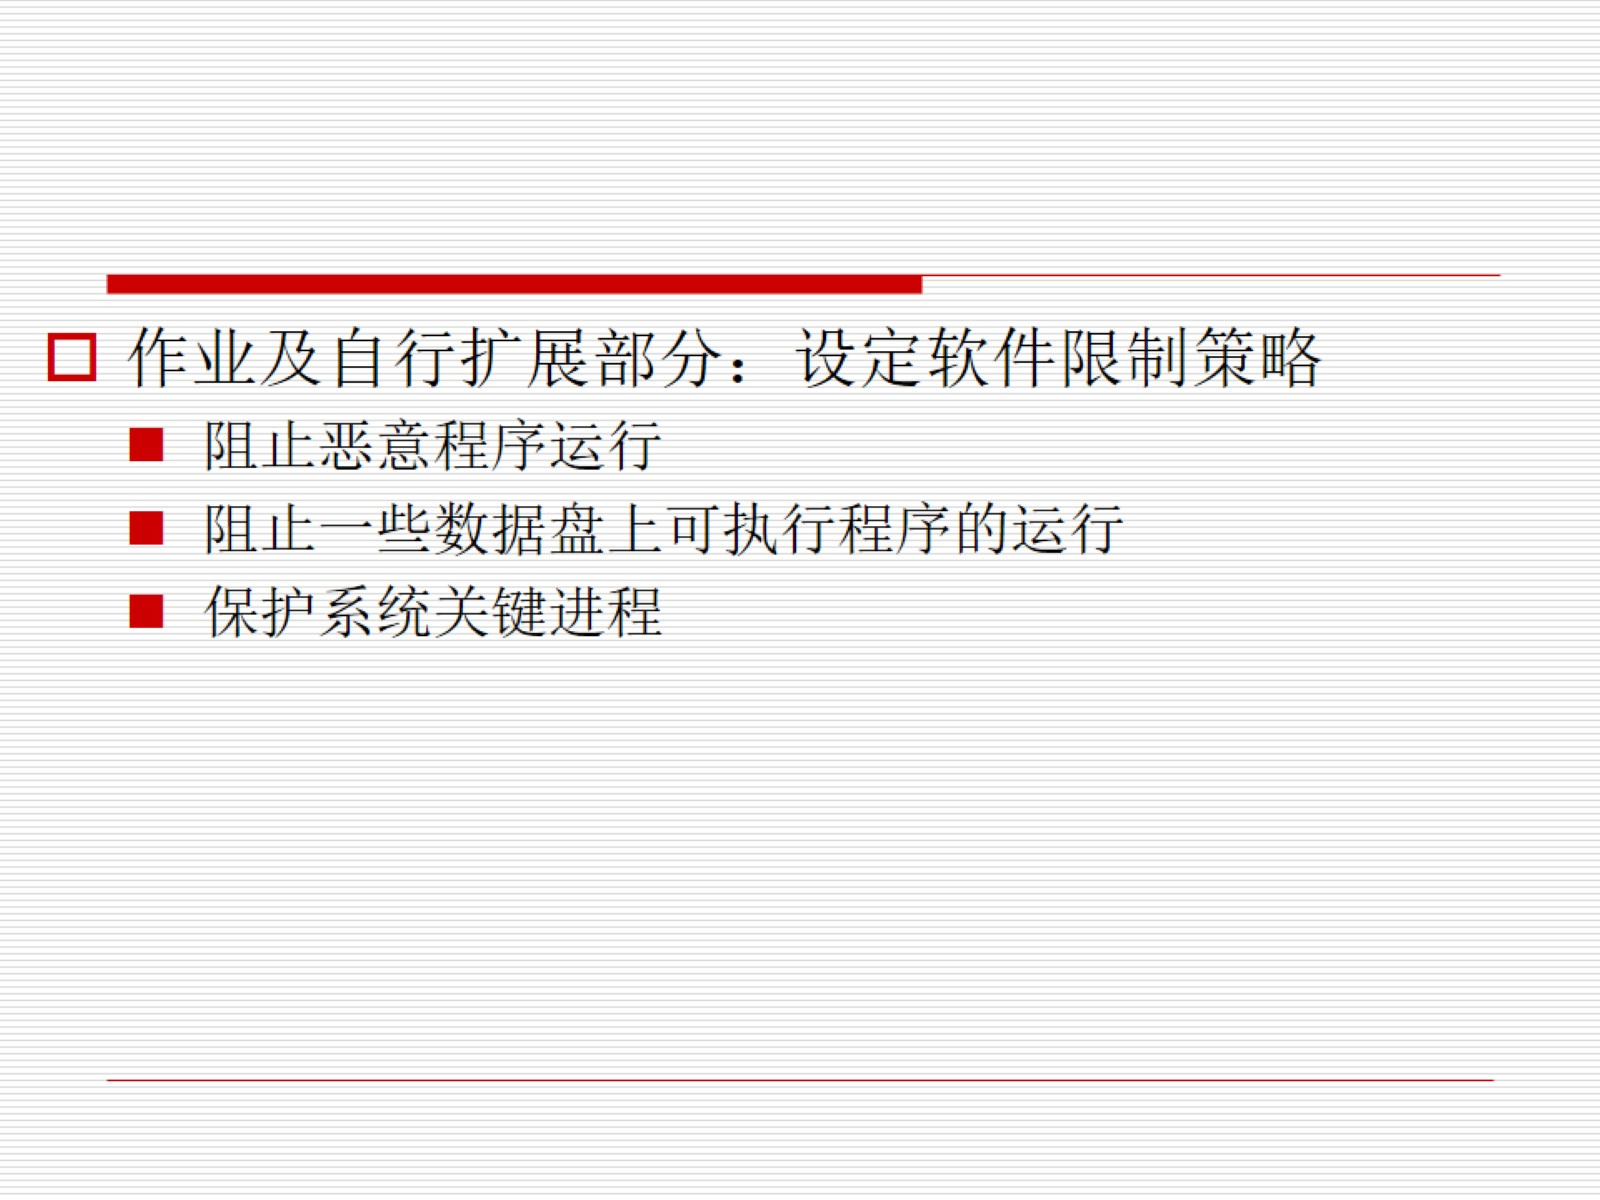 作业及自行扩展部分：设定软件限制策略
阻止恶意程序运行
阻止一些数据盘上可执行程序的运行
保护系统关键进程